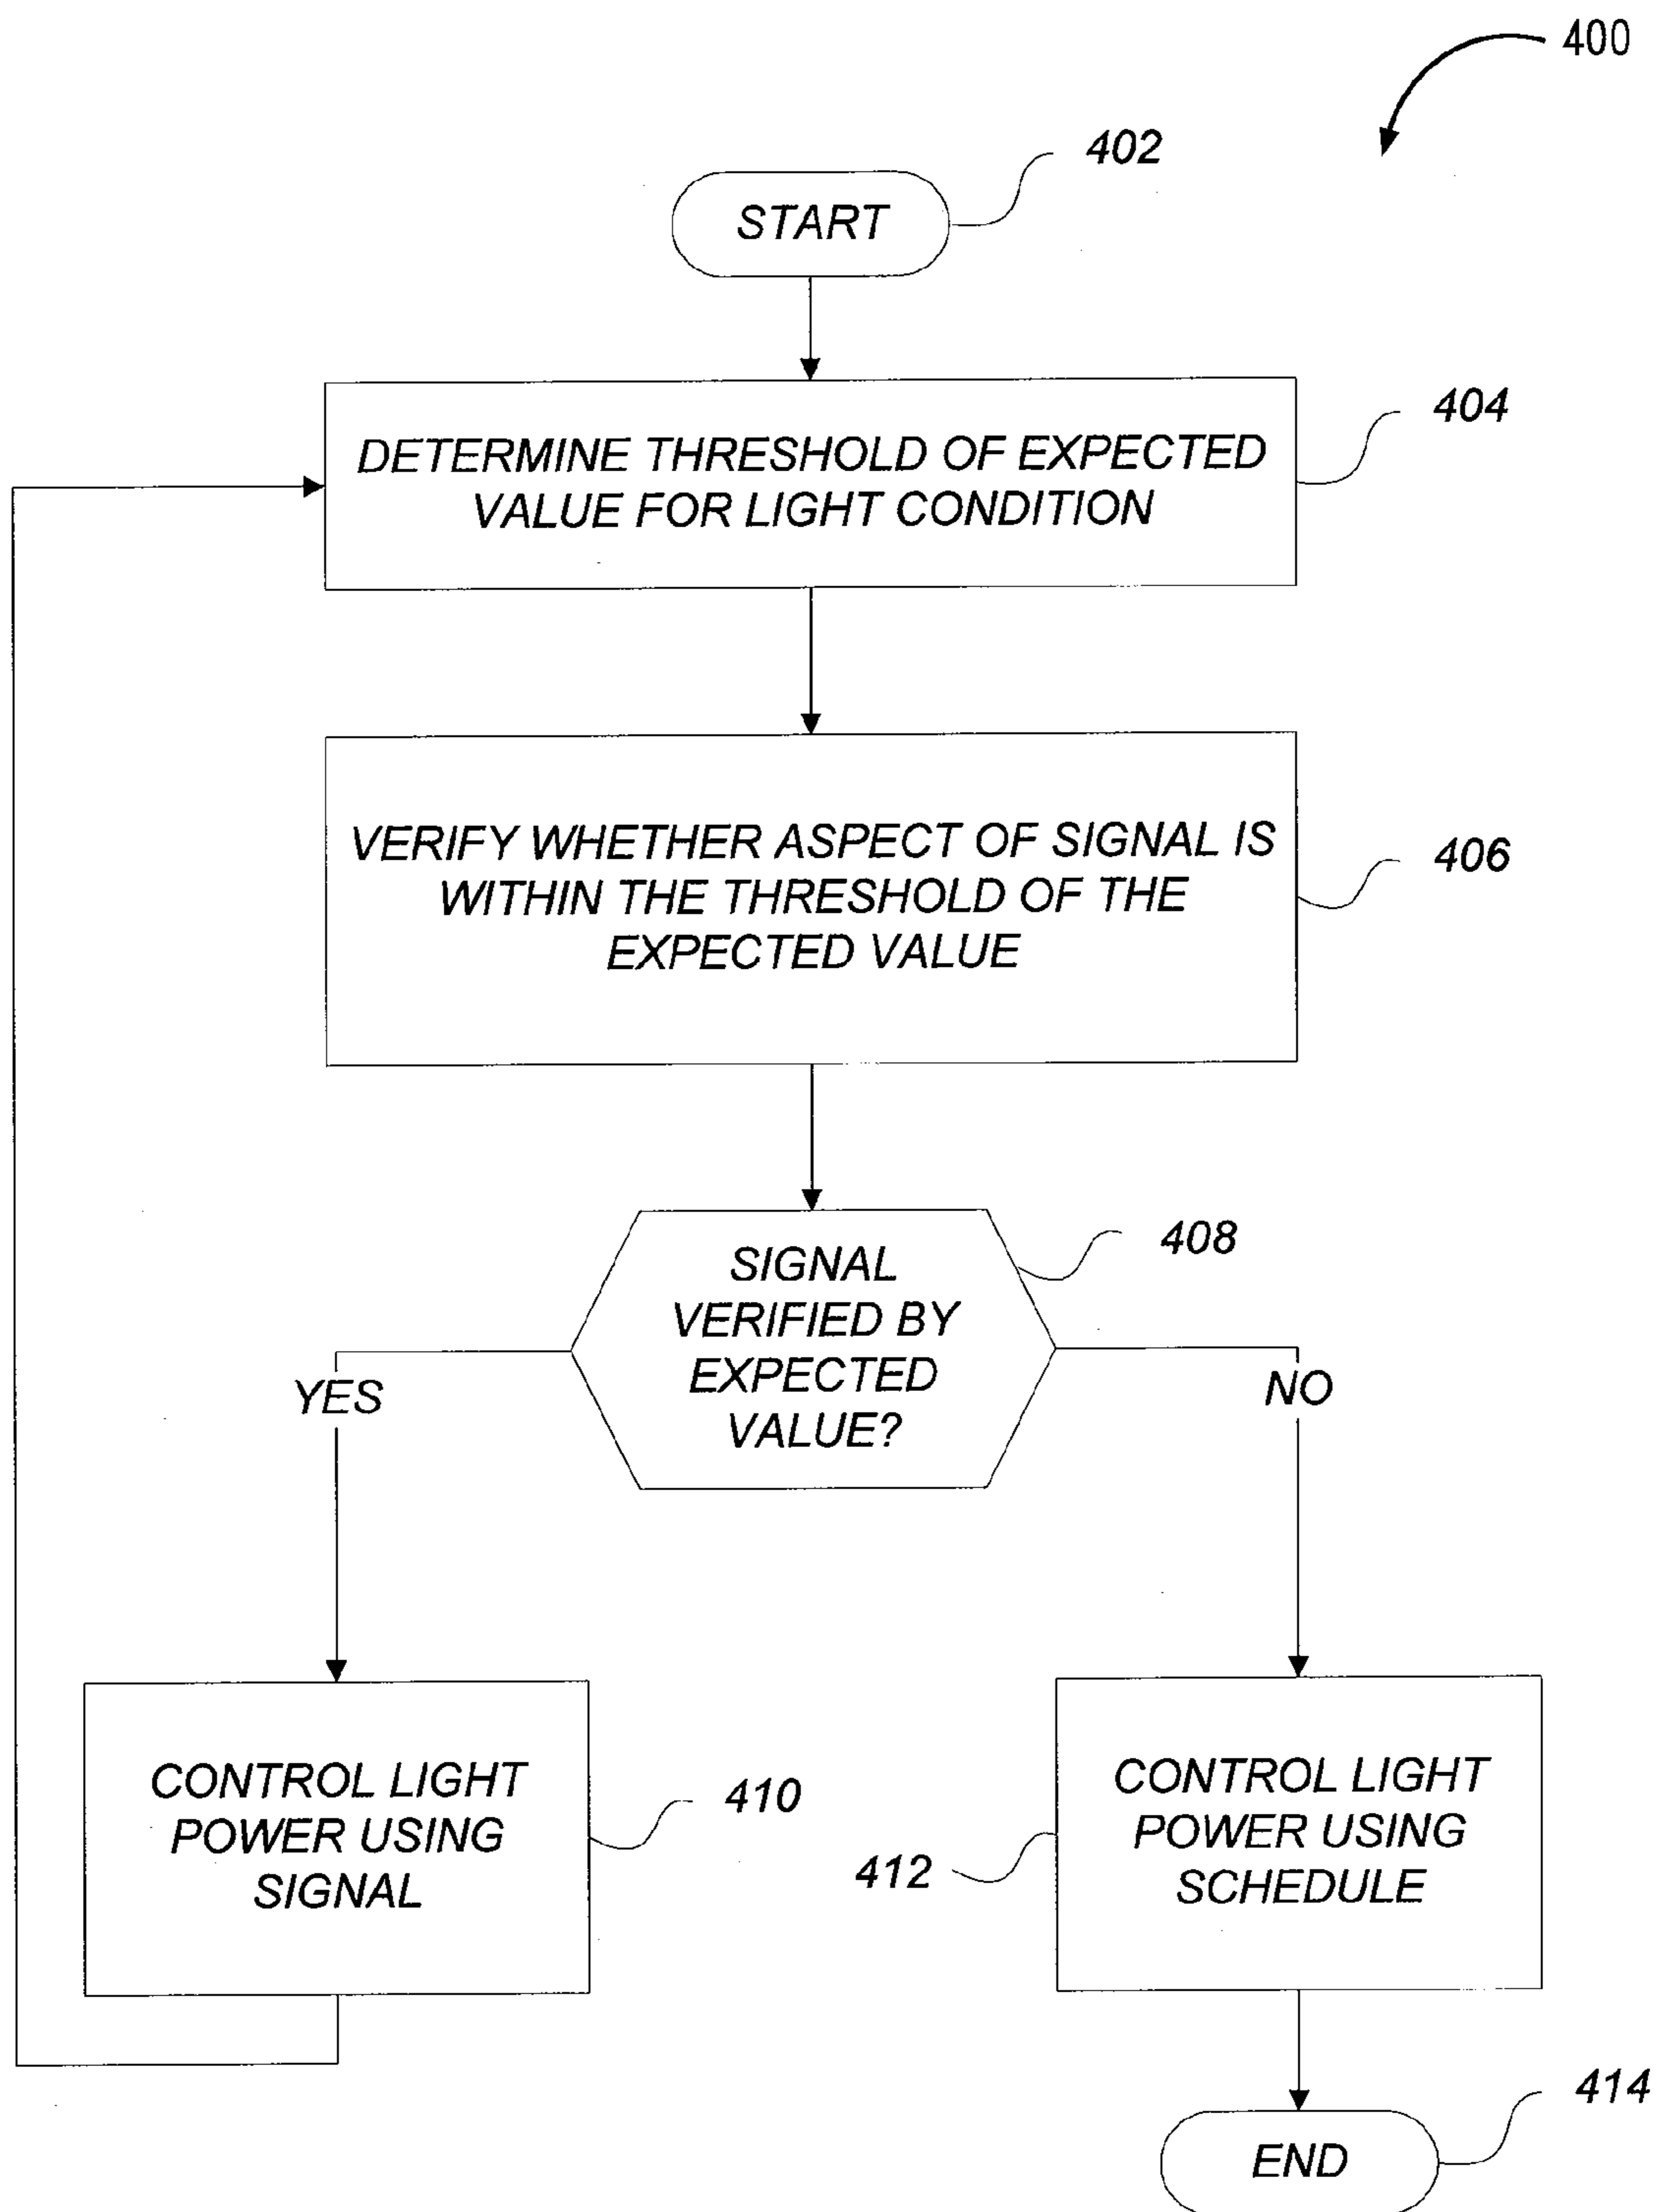 400
402
START
404
DETERMINE THRESHOLD OF EXPECTED
VALUE FOR LIGHT CONDITION
VERIFY WHETHER ASPECT OF SIGNAL IS
WITHIN THE THRESHOLD OF THE
EXPECTED VALUE
406
408
SIGNAL
VERIFIED BY
EXPECTED
VALUE?
YES
NO
CONTROL LIGHT
POWER USING
SIGNAL
410
CONTROL LIGHT
POWER USING
SCHEDULE
412
414
END